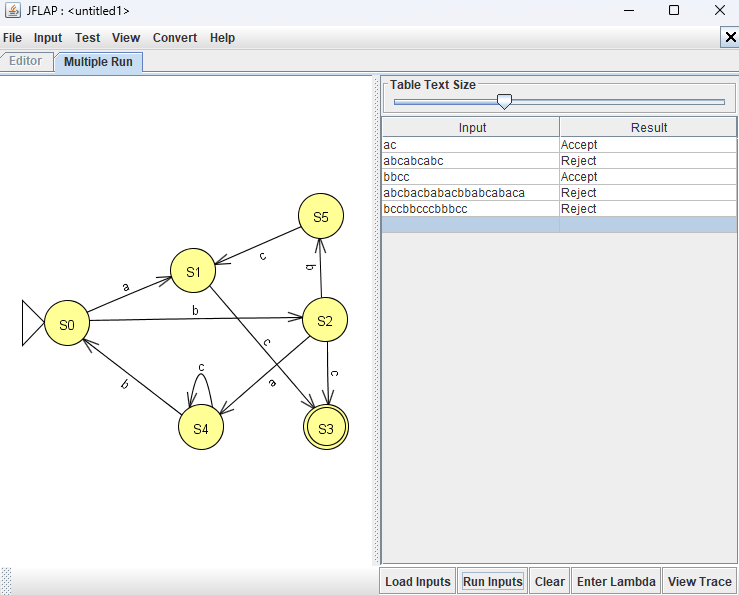 JFLAP : <untitled1>
File Input Test View Convert Help
Editor Multiple Run
Table Text Size
Input Result
ac Accept
abcabcabc Reject
bbcc Accept
abcbacbabacbbabcabaca Reject
bccbbcccbbbcc Reject
S5
c
S1
a
b
b
S0
S2
c
c
c
a
b
S4
S3
Load Inputs Run Inputs Clear Enter Lambda View Trace